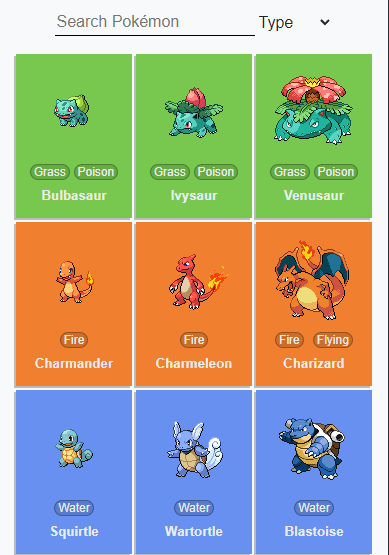 Search Pokémon Type
Grass Poison Grass Poison Grass Poison
Bulbasaur Ivysaur Venusaur
Fire Fire Fire Flying
Charmander Charmeleon Charizard
Water Water Water
Squirtle Wartortle Blastoise